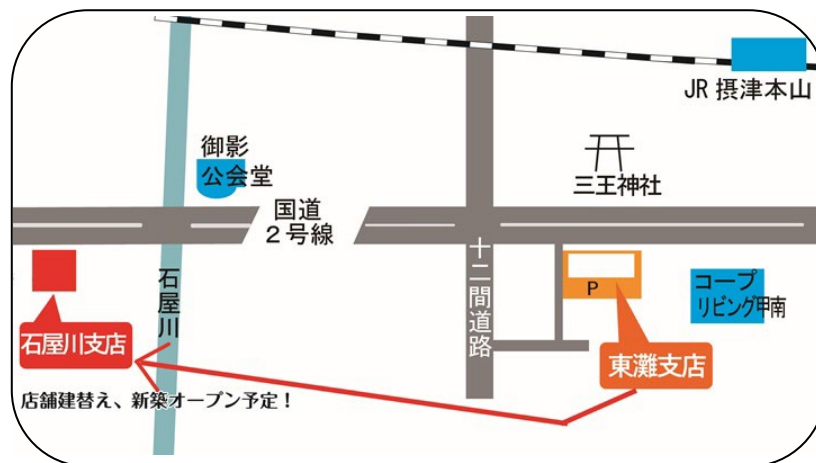 JR 摂津本山
御影
公会堂
三王神社
国道
2号線
十二間道路
石屋川
P
コープ
リビング甲南
石屋川支店
東灘支店
店舗建替え、新築オープン予定！